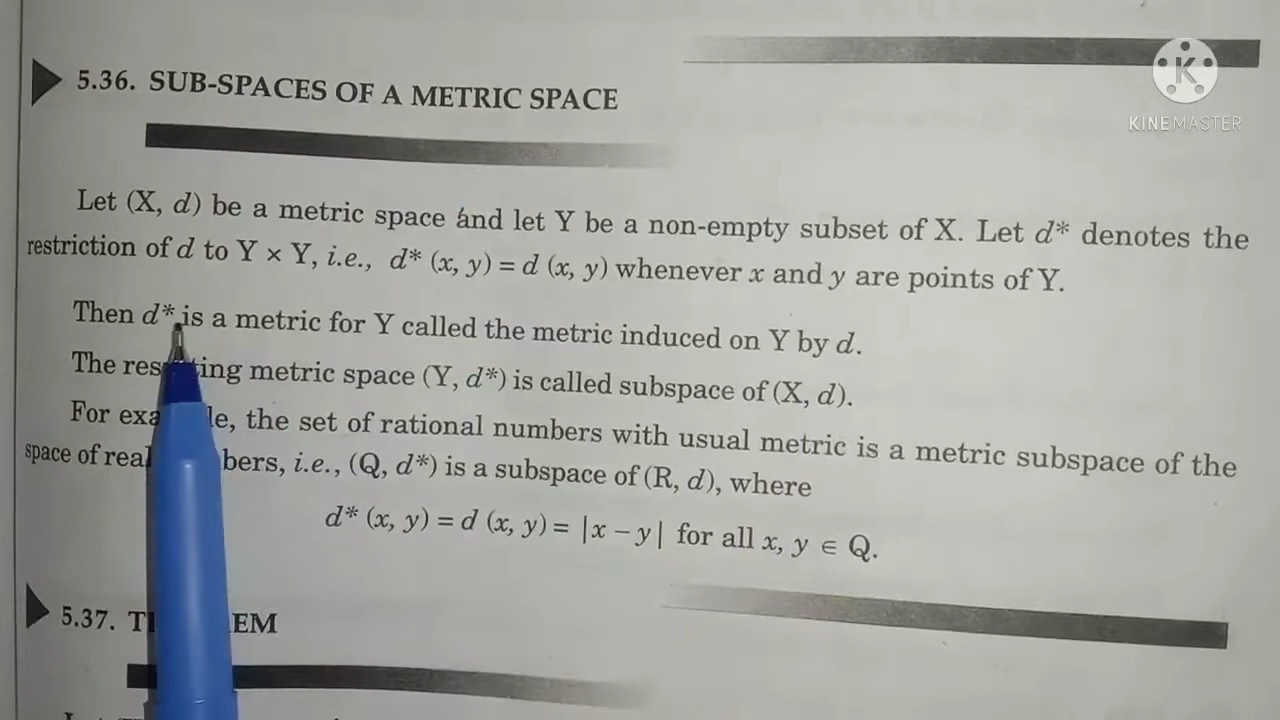 5.36. SUB-SPACES OF A METRIC SPACE
KINEMASTER
Let (X, d) be a metric space and let Y be a non-empty subset of X. Let d* denotes the
restriction of d to Y × Y, i.e., d* (x, y) = d (x, y) whenever x and y are points of Y.
Then d* is a metric for Y called the metric induced on Y by d.
The res ting metric space (Y, d*) is called subspace of (X, d).
For exa le, the set of rational numbers with usual metric is a metric subspace of the
space of real bers, i.e., (Q, d*) is a subspace of (R, d), where
d* (x, y) = d (x, y) = |x – y| for all x, y ∈ Q.
5.37. T EM